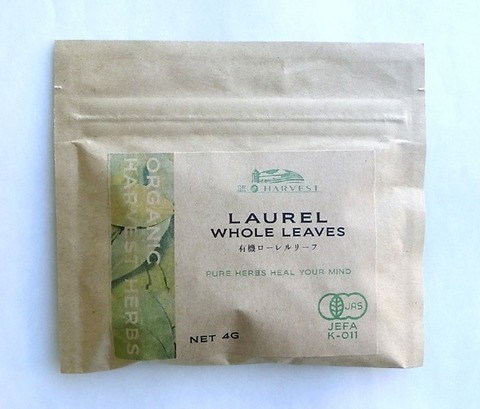 ORGANIC
HARVEST HERBS
HARVEST
LAUREL
WHOLE LEAVES
有機ローレルリーフ
PURE HERBS HEAL YOUR MIND
JAS
JEFA
K-011
NET 4G